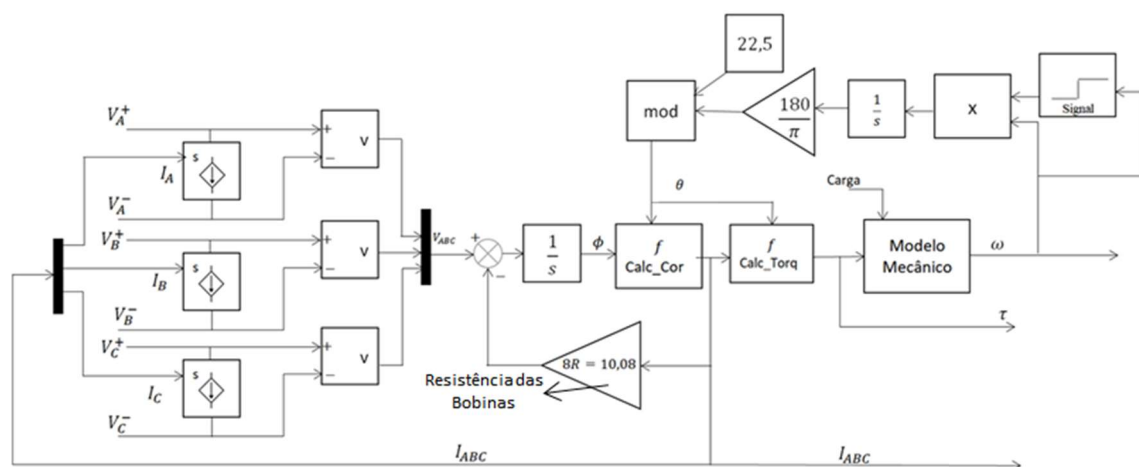 22,5
mod
180
π
1
s
x
Signal
V_A^+
+
−
v
s
I_A
V_A^−
V_B^+
+
−
v
s
I_B
V_B^−
V_C^+
+
−
v
s
I_C
V_C^−
V_ABC
+
−
1
s
ϕ
θ
f
Calc_Cor
f
Calc_Torq
Carga
Modelo
Mecânico
ω
τ
8R = 10,08
Resistência das
Bobinas
I_ABC
I_ABC